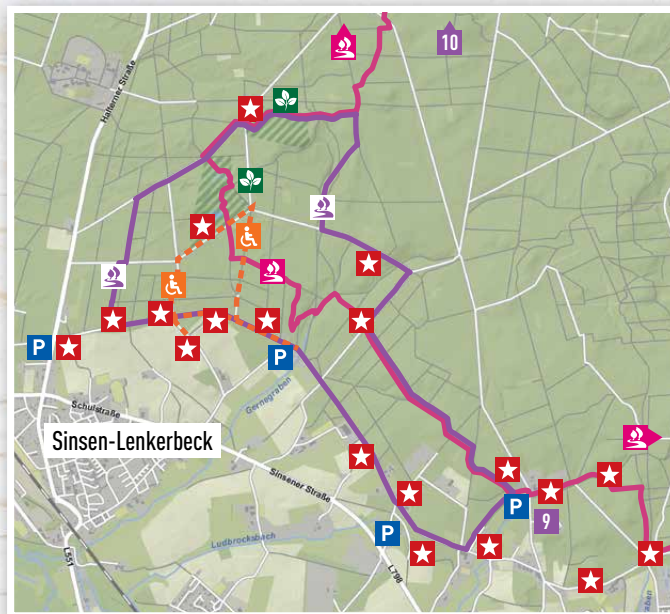 10
Halterner Straße
P
P
Schulstraße
Gernegraben
Sinsen-Lenkerbeck
Sinsener Straße
P
9
P
Ludbrocksbach
L551
L798